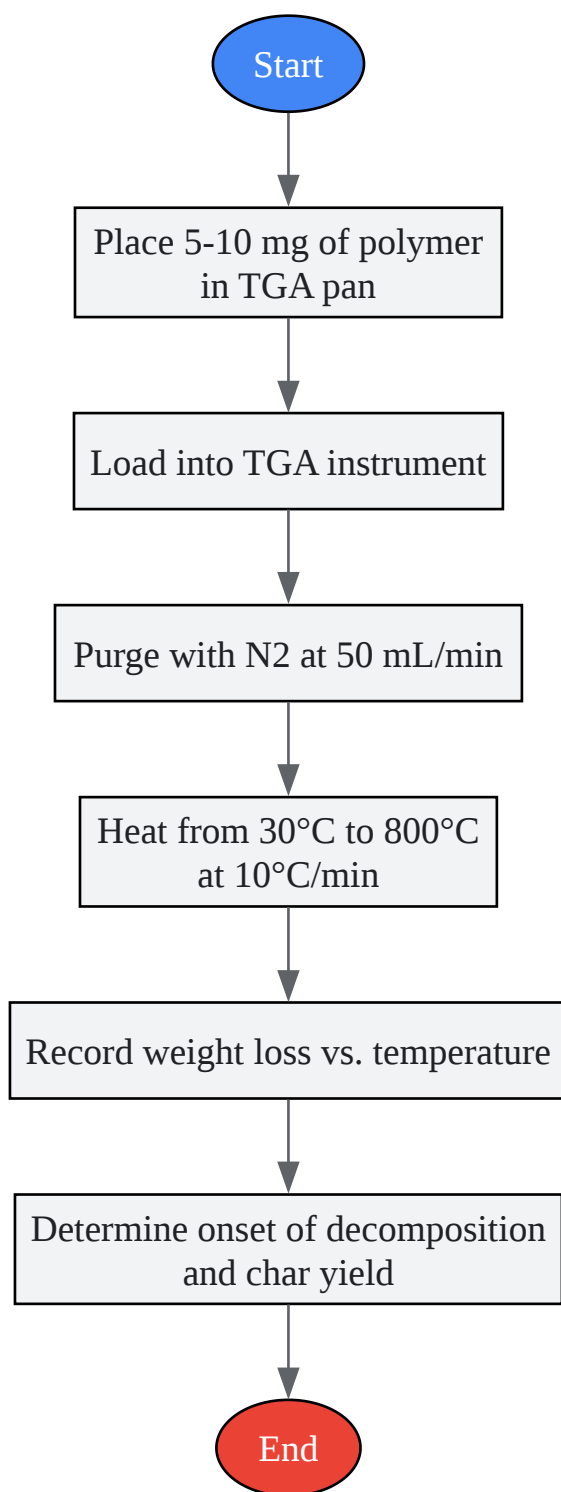 Start
Place 5-10 mg of polymer
in TGA pan
Load into TGA instrument
Purge with N2 at 50 mL/min
Heat from 30°C to 800°C
at 10°C/min
Record weight loss vs. temperature
Determine onset of decomposition
and char yield
End